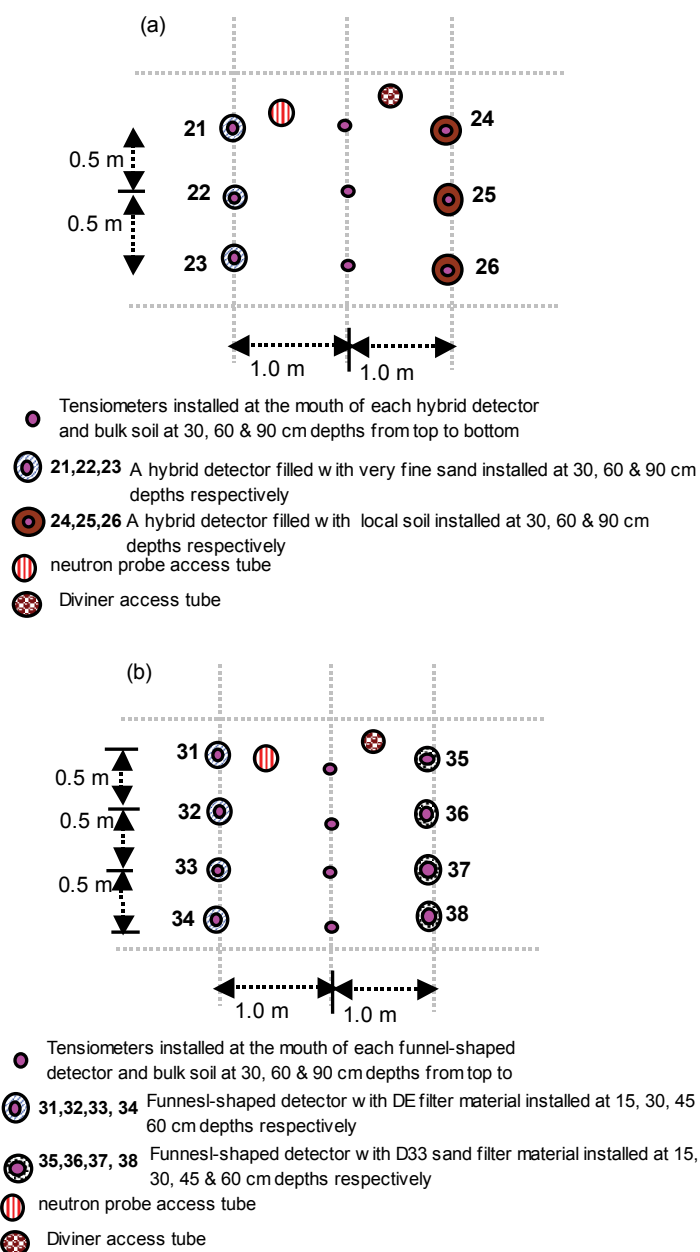 (a)
21
24
0.5 m
22
25
0.5 m
23
26
1.0 m
1.0 m
Tensiometers installed at the mouth of each hybrid detector
and bulk soil at 30, 60 & 90 cm depths from top to bottom
21,22,23 A hybrid detector filled with very fine sand installed at 30, 60 & 90 cm
depths respectively
24,25,26 A hybrid detector filled with local soil installed at 30, 60 & 90 cm
depths respectively
neutron probe access tube
Diviner access tube
(b)
31
35
0.5 m
32
36
0.5 m
33
37
0.5 m
34
38
1.0 m
1.0 m
Tensiometers installed at the mouth of each funnel-shaped
detector and bulk soil at 30, 60 & 90 cm depths from top to
31,32,33, 34 Funnesl-shaped detector with DE filter material installed at 15, 30, 45
60 cm depths respectively
35,36,37, 38 Funnesl-shaped detector with D33 sand filter material installed at 15,
30, 45 & 60 cm depths respectively
neutron probe access tube
Diviner access tube